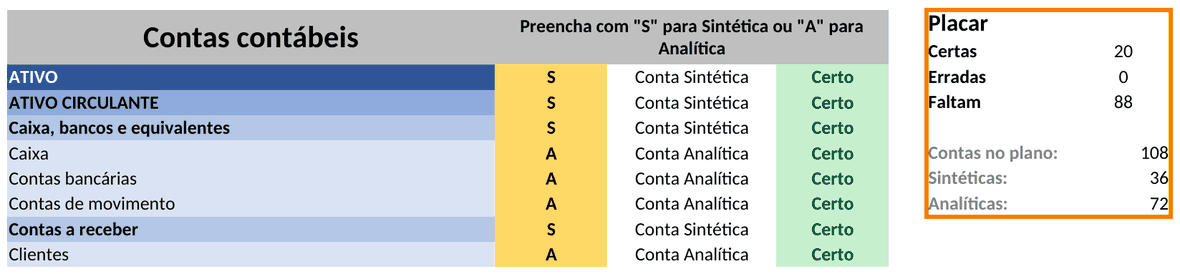 Contas contábeis
Preencha com "S" para Sintética ou "A" para
Analítica
ATIVO S Conta Sintética Certo
ATIVO CIRCULANTE S Conta Sintética Certo
Caixa, bancos e equivalentes S Conta Sintética Certo
Caixa A Conta Analítica Certo
Contas bancárias A Conta Analítica Certo
Contas de movimento A Conta Analítica Certo
Contas a receber S Conta Sintética Certo
Clientes A Conta Analítica Certo
Placar
Certas 20
Erradas 0
Faltam 88
Contas no plano: 108
Sintéticas: 36
Analíticas: 72